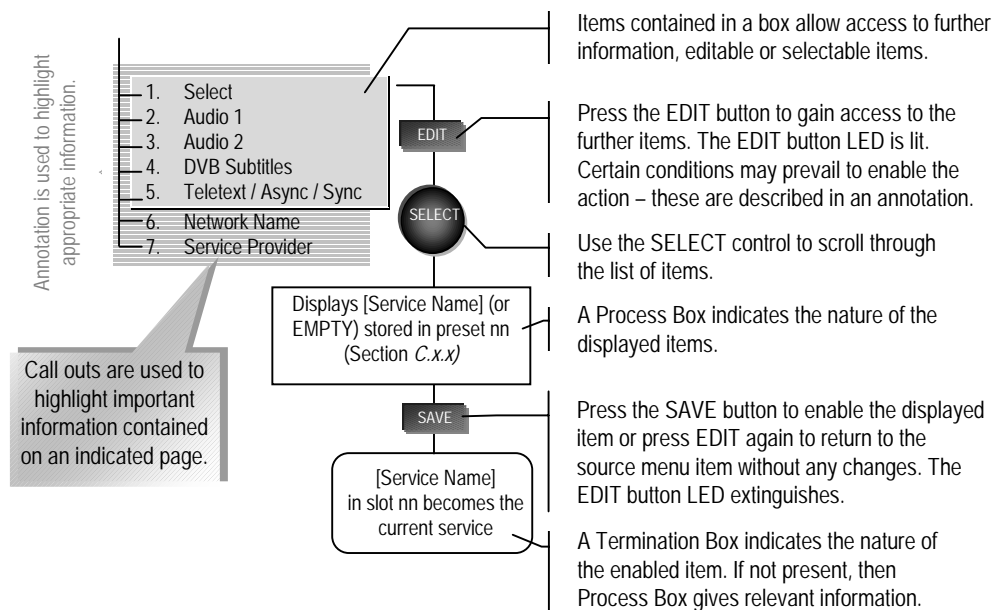 Annotation is used to highlight
appropriate information.
1. Select
2. Audio 1
3. Audio 2
4. DVB Subtitles
5. Teletext / Async / Sync
6. Network Name
7. Service Provider
Call outs are used to
highlight important
information contained
on an indicated page.
EDIT
SELECT
Displays [Service Name] (or
EMPTY) stored in preset nn
(Section C.x.x)
SAVE
[Service Name]
in slot nn becomes the
current service
Items contained in a box allow access to further
information, editable or selectable items.
Press the EDIT button to gain access to the
further items. The EDIT button LED is lit.
Certain conditions may prevail to enable the
action – these are described in an annotation.
Use the SELECT control to scroll through
the list of items.
A Process Box indicates the nature of the
displayed items.
Press the SAVE button to enable the displayed
item or press EDIT again to return to the
source menu item without any changes. The
EDIT button LED extinguishes.
A Termination Box indicates the nature of
the enabled item. If not present, then
Process Box gives relevant information.